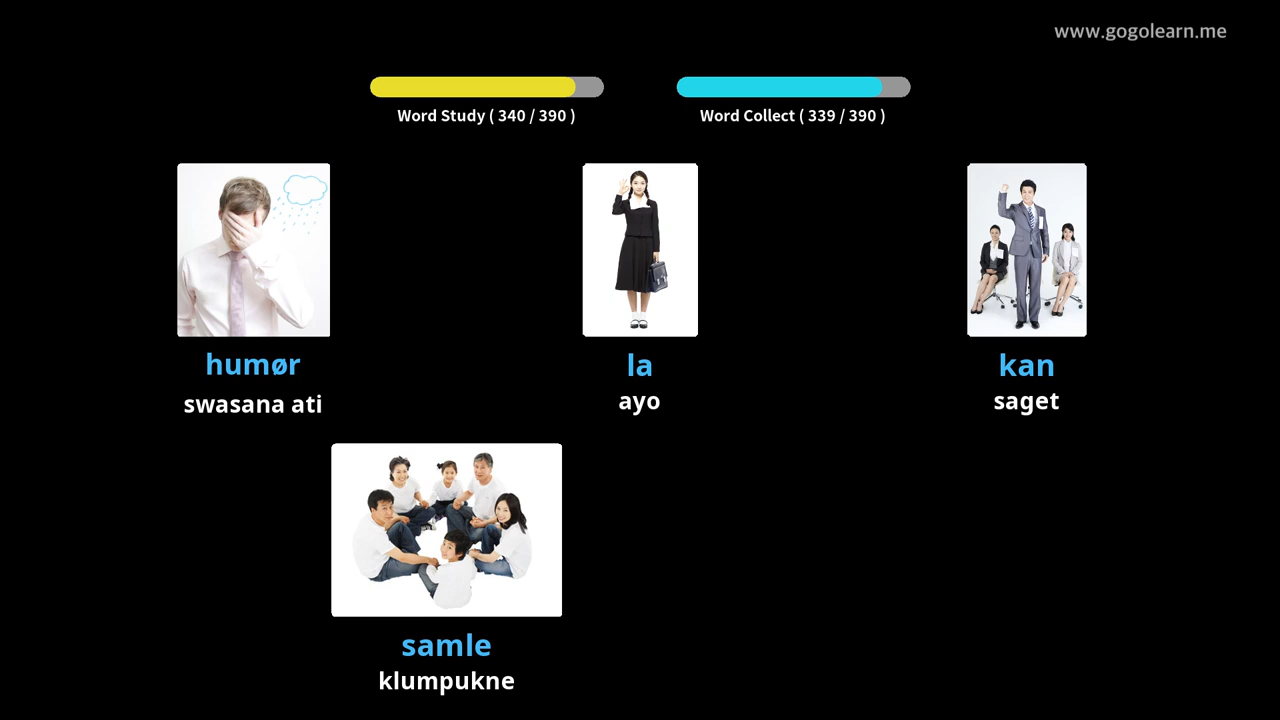 www.gogolearn.me
Word Study ( 340 / 390 )
Word Collect ( 339 / 390 )
humør
la
kan
swasana ati
ayo
saget
samle
klumpukne